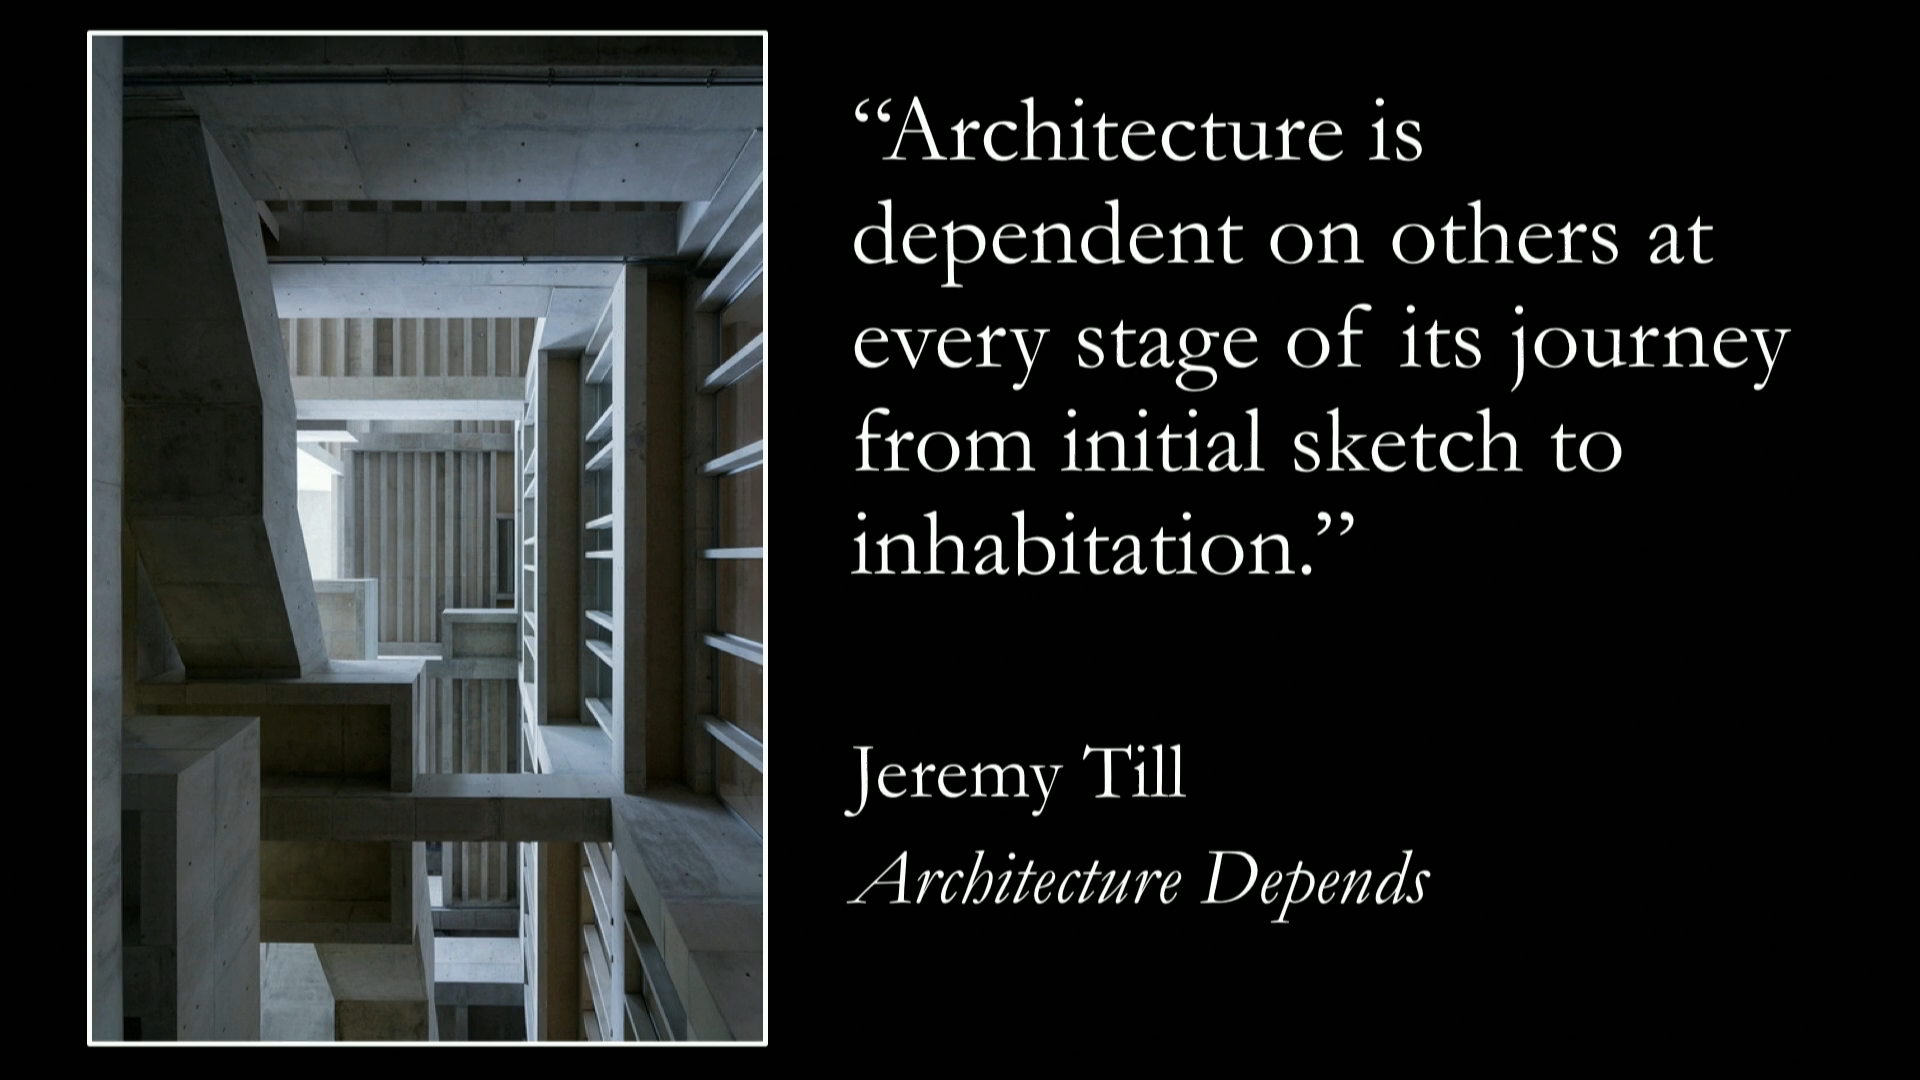 “Architecture is
dependent on others at
every stage of its journey
from initial sketch to
inhabitation.”
Jeremy Till
Architecture Depends